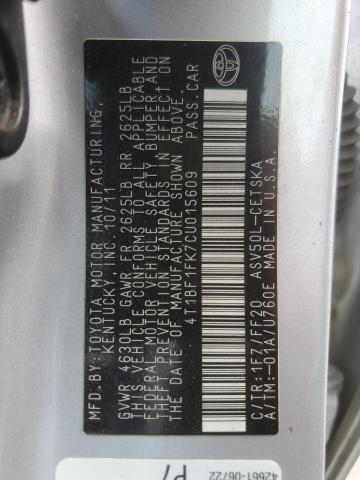 MFD. BY:TOYOTA MOTOR MANUFACTURING,
KENTUCKY, INC. 10/11
GVWR 4630LB GAWR FR 2625LB RR 2625LB
THIS VEHICLE CONFORMS TO ALL APPLICABLE
FEDERAL MOTOR VEHICLE SAFETY, BUMPER, AND
THEFT PREVENTION STANDARDS IN EFFECT ON
THE DATE OF MANUFACTURE SHOWN ABOVE.
4T1BF1FK7CU015609 PASS. CAR
C/TR:1F7/FF20 ASV50L-CETSKA
A/TM:-01A/U760E MADE IN U.S.A.
TOYOTA
42661-06722
P7